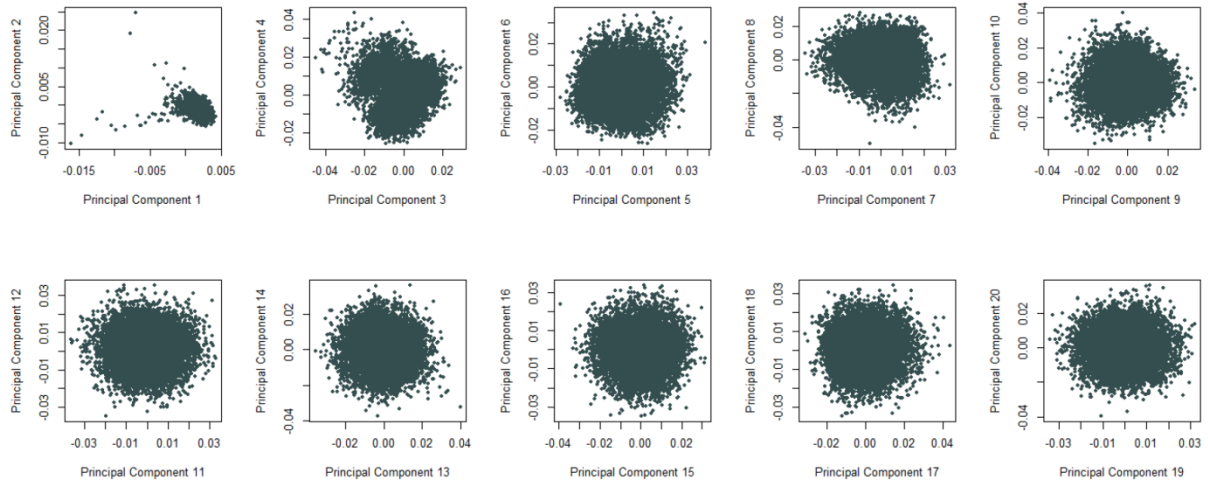 Principal Component 2
0.020
0.005
-0.010
-0.015 -0.005 0.005
Principal Component 1
Principal Component 4
0.04
0.02
0.00
-0.02
-0.04 -0.02 0.00 0.02
Principal Component 3
Principal Component 6
0.02
0.00
-0.02
-0.03 -0.01 0.01 0.03
Principal Component 5
Principal Component 8
0.02
0.00
-0.04
-0.03 -0.01 0.01 0.03
Principal Component 7
Principal Component 10
0.04
0.02
0.00
-0.02
-0.04 -0.02 0.00 0.02
Principal Component 9
Principal Component 12
0.03
0.01
-0.01
-0.03
-0.03 -0.01 0.01 0.03
Principal Component 11
Principal Component 14
0.02
0.00
-0.04
-0.02 0.00 0.02 0.04
Principal Component 13
Principal Component 16
0.03
0.01
-0.01
-0.03
-0.04 -0.02 0.00 0.02
Principal Component 15
Principal Component 18
0.03
0.01
-0.01
-0.03
-0.02 0.00 0.02 0.04
Principal Component 17
Principal Component 20
0.02
0.00
-0.04
-0.03 -0.01 0.01 0.03
Principal Component 19